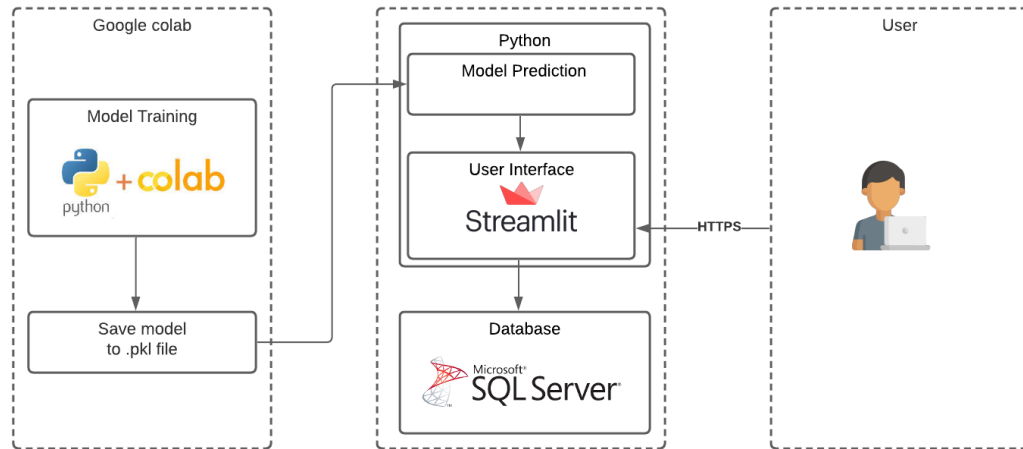 Google colab
Model Training
python
+ colab
Save model
to .pkl file
Python
Model Prediction
User Interface
Streamlit
Database
Microsoft®
SQL Server®
™
HTTPS
User